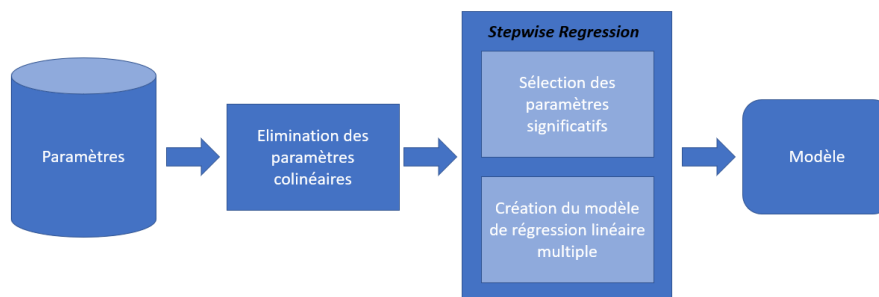 Paramètres
Elimination des
paramètres
colinéaires
Stepwise Regression
Sélection des
paramètres
significatifs
Création du modèle
de régression linéaire
multiple
Modèle